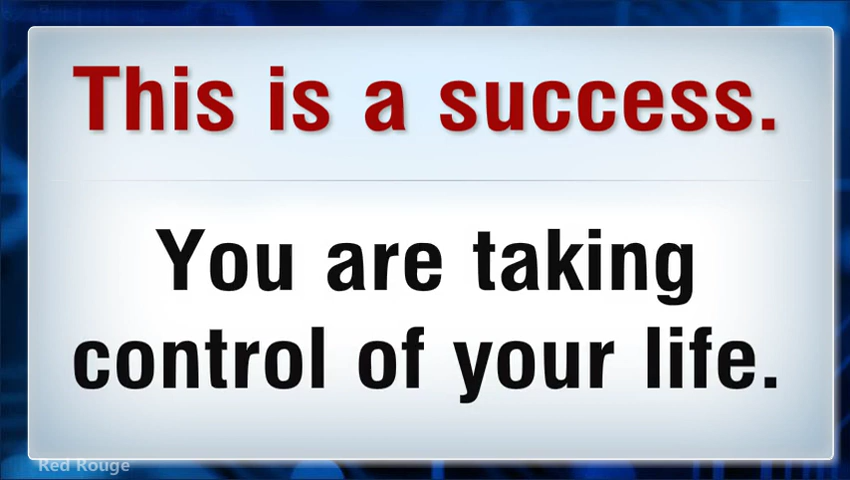 This is a success.
You are taking
control of your life.
Red Rouge